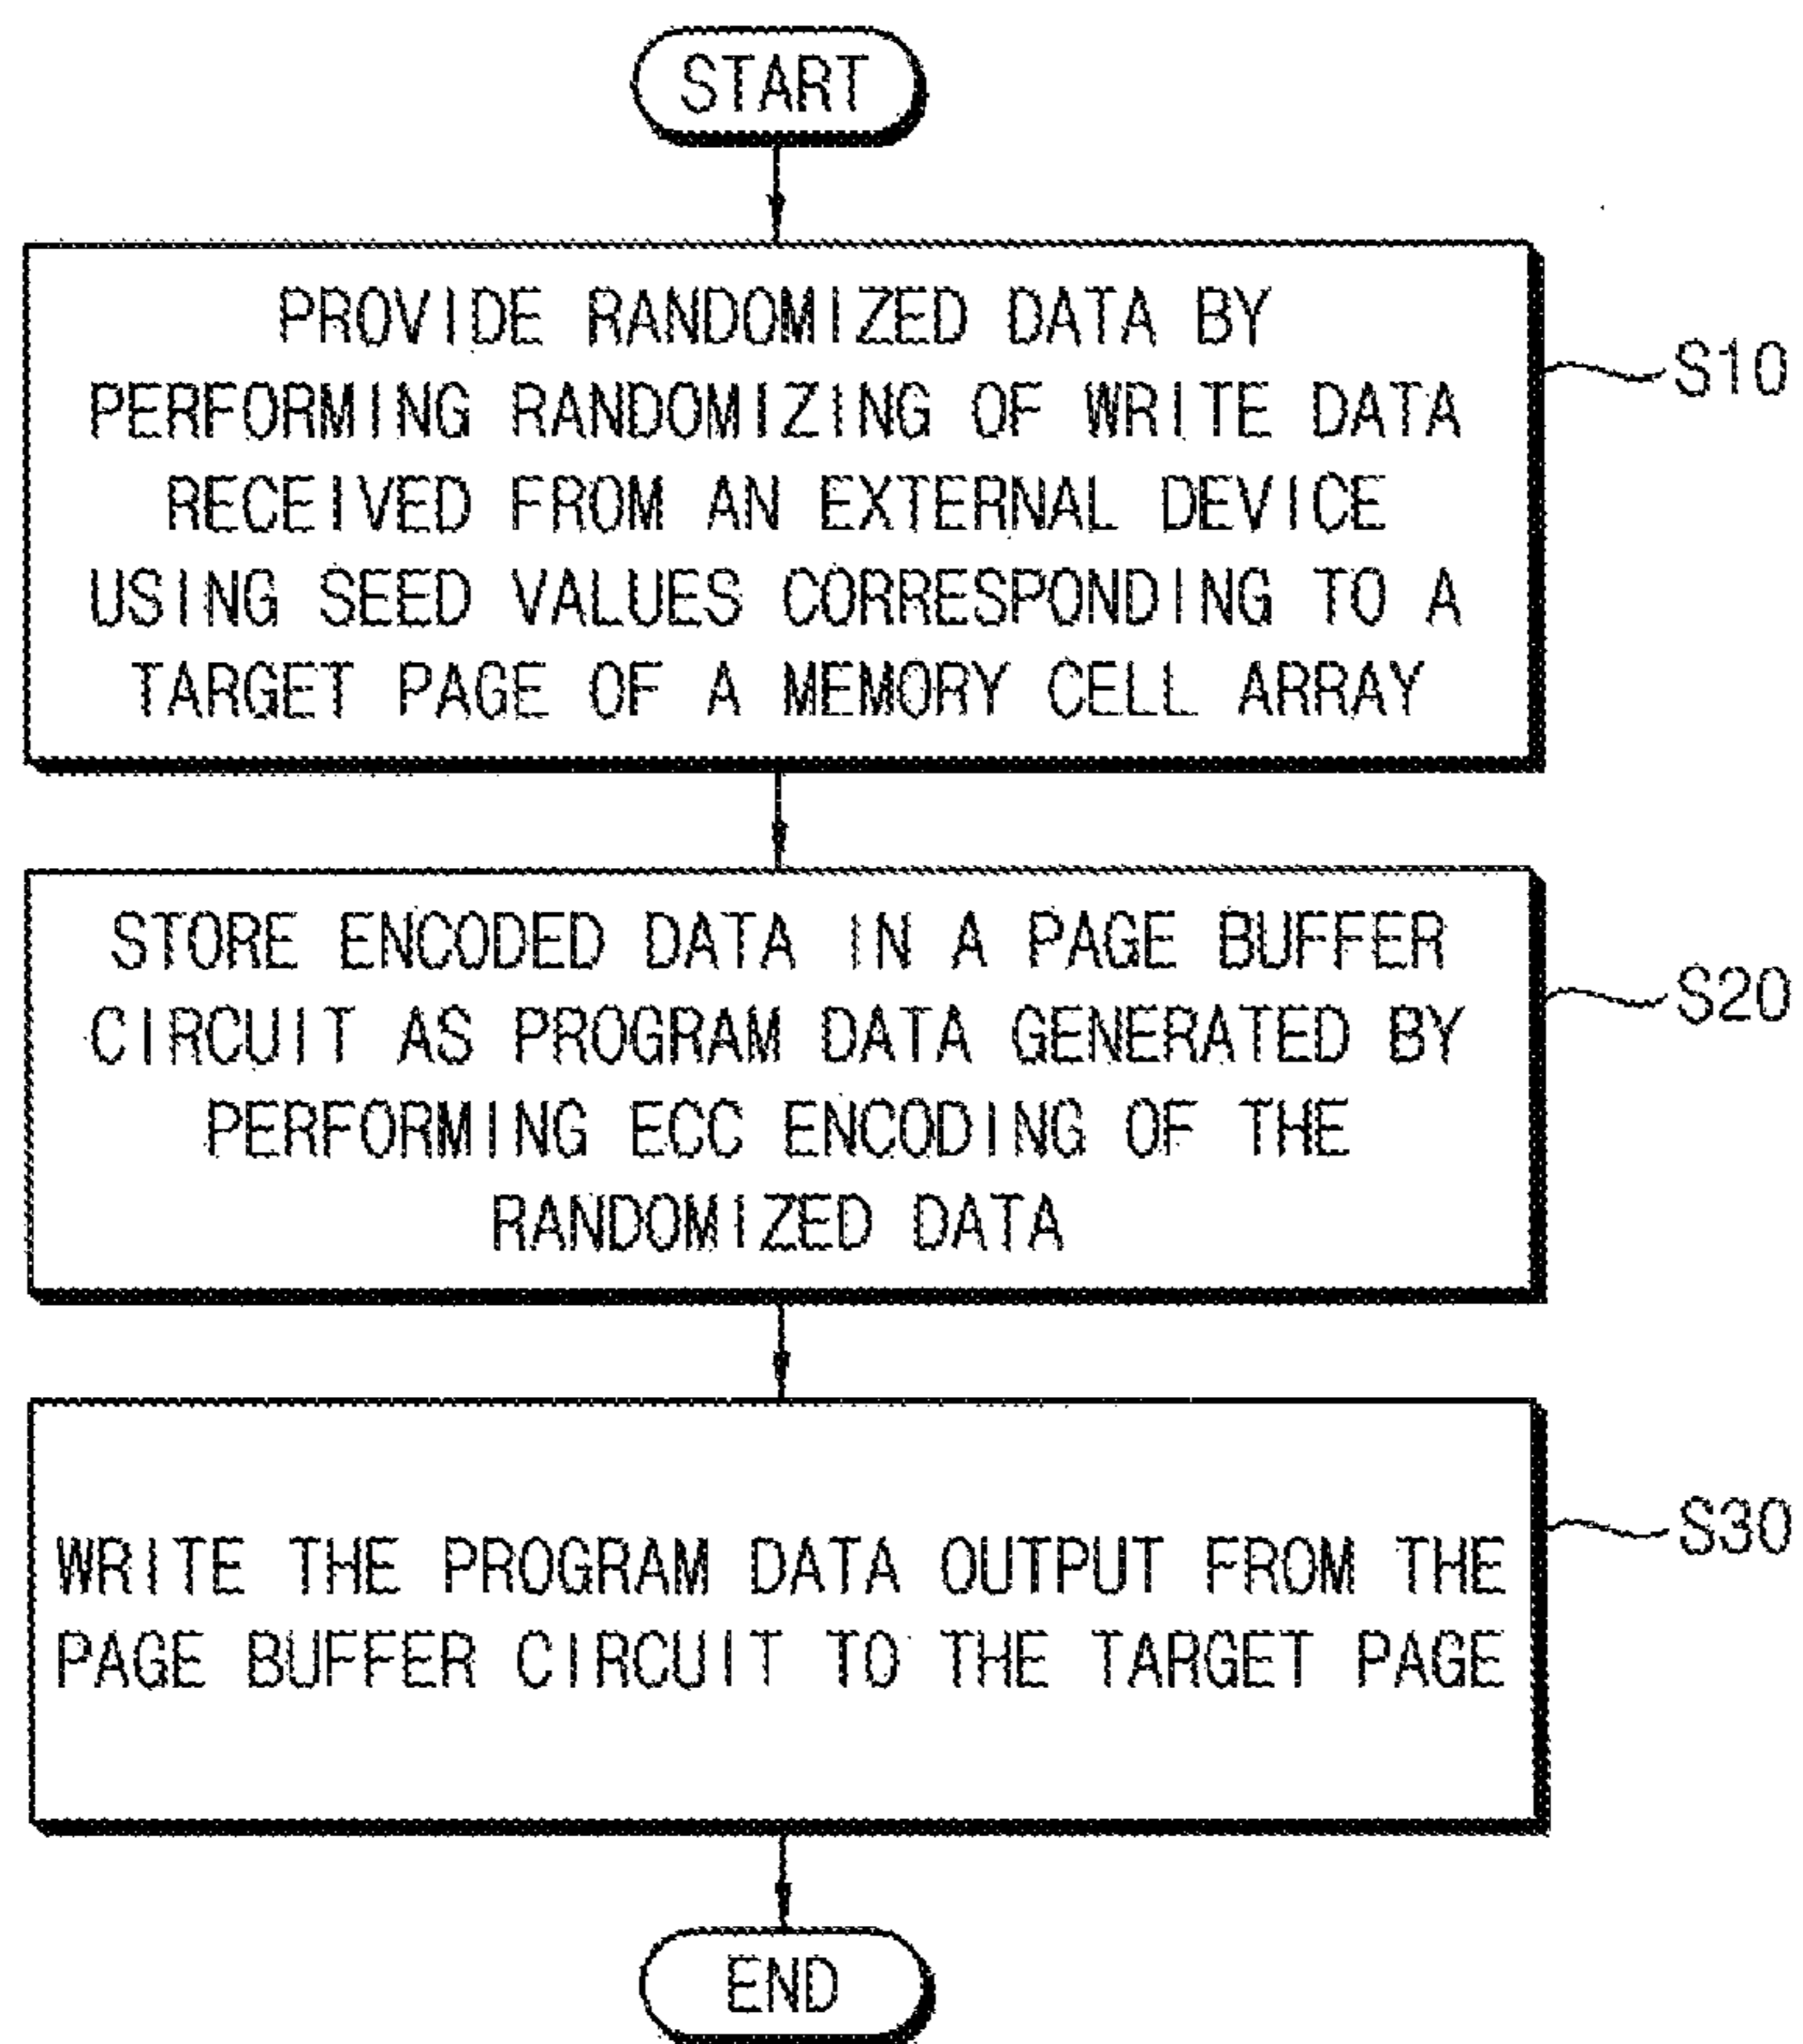 START
PROVIDE RANDOMIZED DATA BY
PERFORMING RANDOMIZING OF WRITE DATA
RECEIVED FROM AN EXTERNAL DEVICE
USING SEED VALUES CORRESPONDING TO A
TARGET PAGE OF A MEMORY CELL ARRAY
S10
STORE ENCODED DATA IN A PAGE BUFFER
CIRCUIT AS PROGRAM DATA GENERATED BY
PERFORMING ECC ENCODING OF THE
RANDOMIZED DATA
S20
WRITE THE PROGRAM DATA OUTPUT FROM THE
PAGE BUFFER CIRCUIT TO THE TARGET PAGE
S30
END